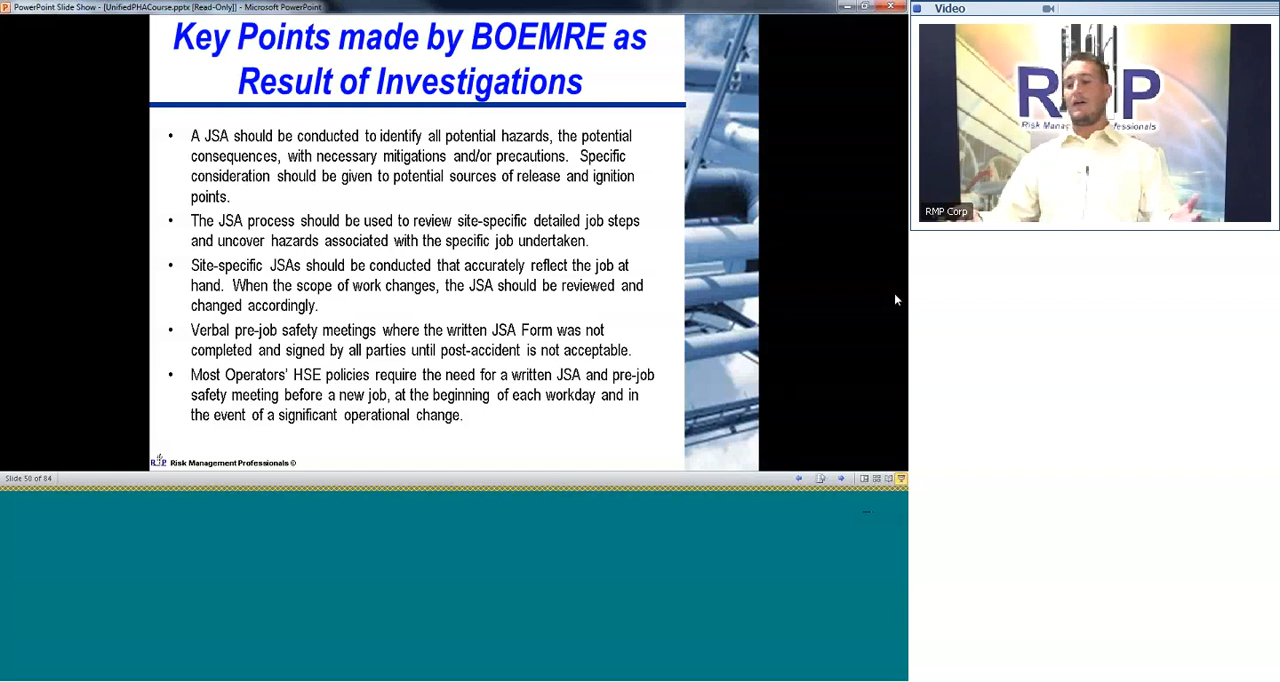 PowerPoint Slide Show - [UnifiedPHACourse.pptx [Read-Only]] - Microsoft PowerPoint
Video
Key Points made by BOEMRE as
Result of Investigations
• A JSA should be conducted to identify all potential hazards, the potential
consequences, with necessary mitigations and/or precautions. Specific
consideration should be given to potential sources of release and ignition
points.
• The JSA process should be used to review site-specific detailed job steps
and uncover hazards associated with the specific job undertaken.
• Site-specific JSAs should be conducted that accurately reflect the job at
hand. When the scope of work changes, the JSA should be reviewed and
changed accordingly.
• Verbal pre-job safety meetings where the written JSA Form was not
completed and signed by all parties until post-accident is not acceptable.
• Most Operators' HSE policies require the need for a written JSA and pre-job
safety meeting before a new job, at the beginning of each workday and in
the event of a significant operational change.
Risk Management Professionals ©
Slide 50 of 84
R P
RMP Corp